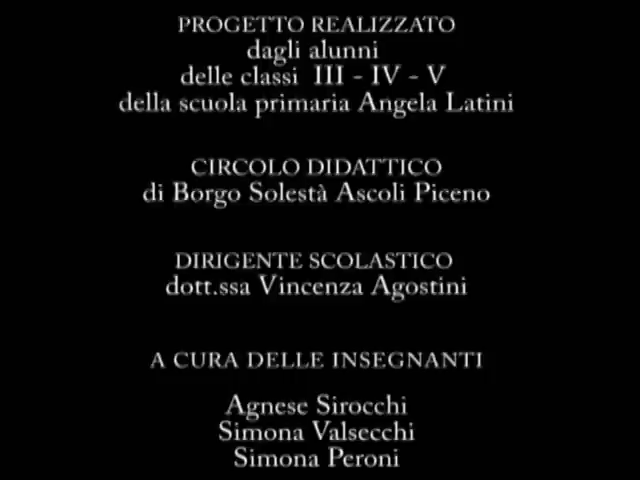 PROGETTO REALIZZATO
dagli alunni
delle classi III - IV - V
della scuola primaria Angela Latini
CIRCOLO DIDATTICO
di Borgo Solestà Ascoli Piceno
DIRIGENTE SCOLASTICO
dott.ssa Vincenza Agostini
A CURA DELLE INSEGNANTI
Agnese Sirocchi
Simona Valsecchi
Simona Peroni